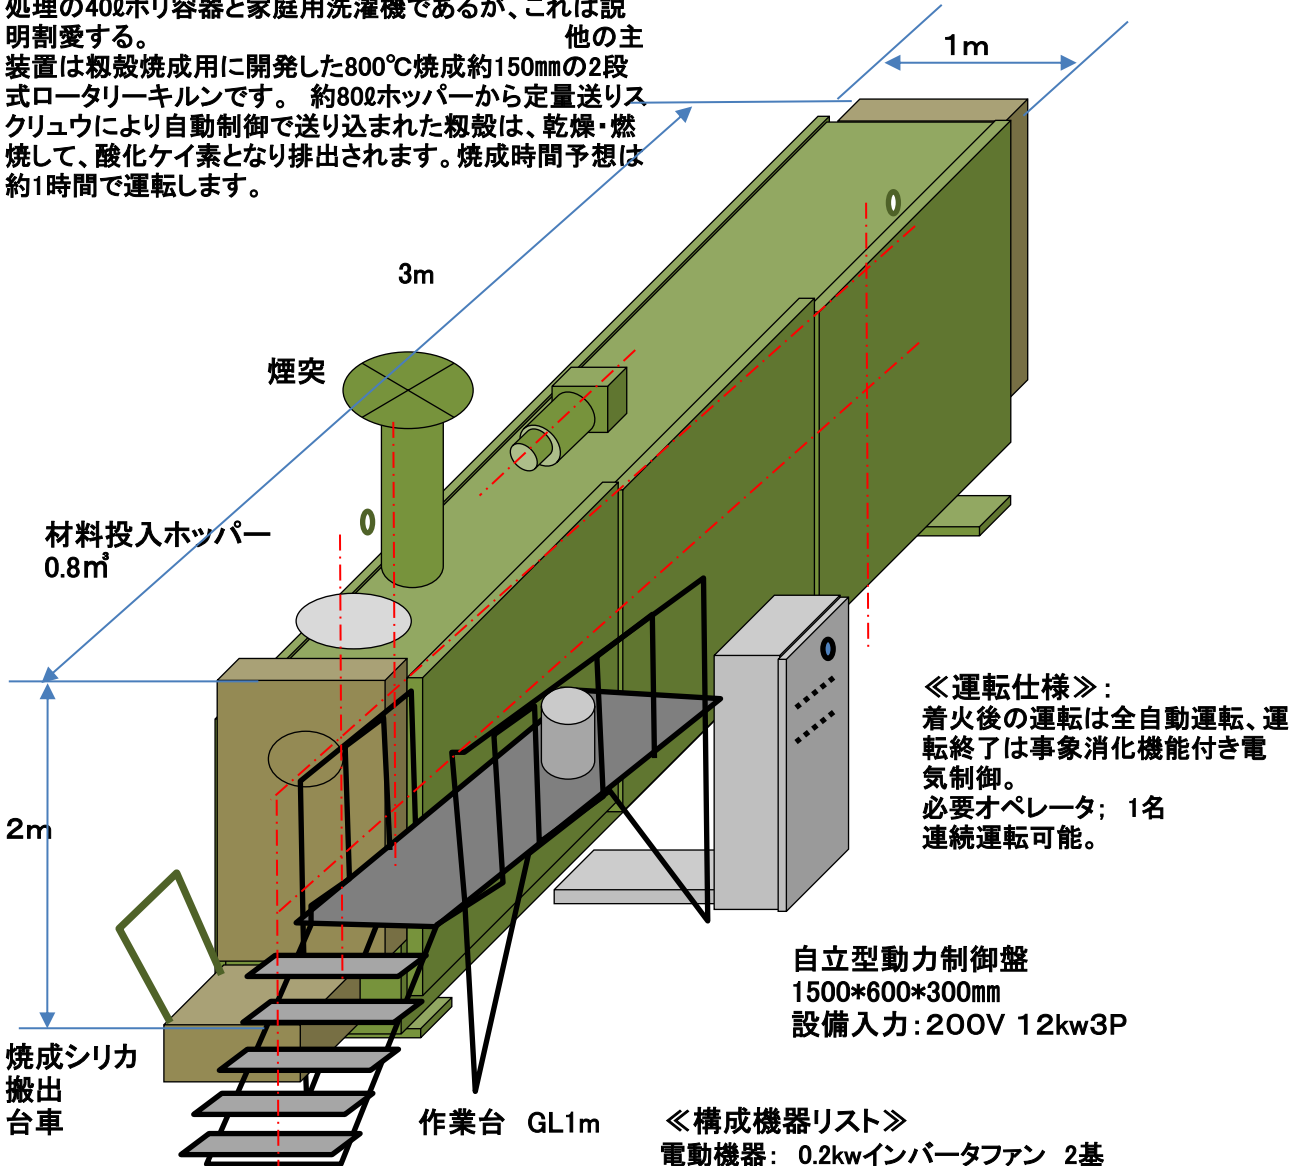 処理の40ℓポリ容器と家庭用洗濯機であるが、これは説
明割愛する。 他の主
装置は籾殻焼成用に開発した800℃焼成約150mmの2段
式ロータリーキルンです。 約80ℓホッパーから定量送りス
クリュウにより自動制御で送り込まれた籾殻は、乾燥・燃
焼して、酸化ケイ素となり排出されます。焼成時間予想は
約1時間で運転します。
1m
3m
煙突
材料投入ホッパー
0.8㎥
2m
≪運転仕様≫:
着火後の運転は全自動運転、運
転終了は事象消化機能付き電
気制御。
必要オペレータ; 1名
連続運転可能。
自立型動力制御盤
1500*600*300mm
設備入力:200V 12kw3P
焼成シリカ
搬出
台車
作業台 GL1m
≪構成機器リスト≫
電動機器: 0.2kwインバータファン 2基